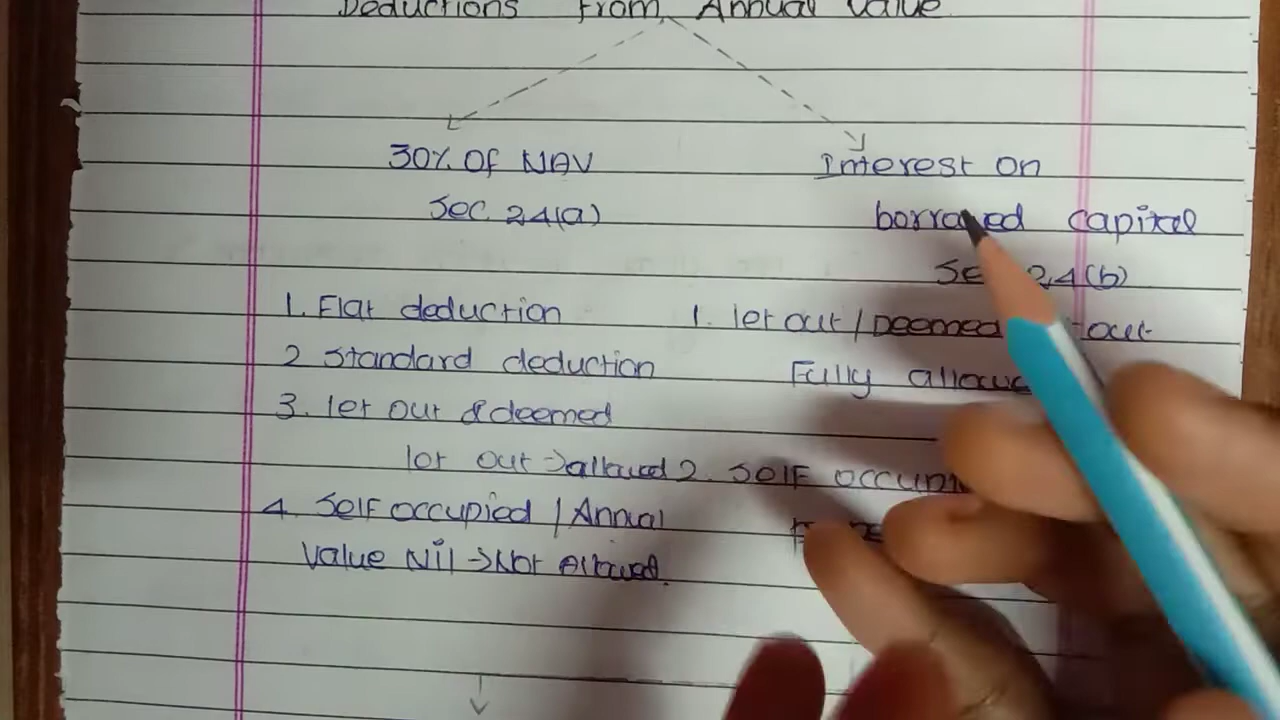 Deductions From Annual Value
30% Of NAV
Sec 24(a)
Interest on
borrowed capital
24(b)
1. Flat deduction
2 Standard deduction
3. let out & deemed
let out → allowed
4. Self occupied / Annual
Value Nil → Not Allowed.
1. let out / Deemed out
Fully
2. Self